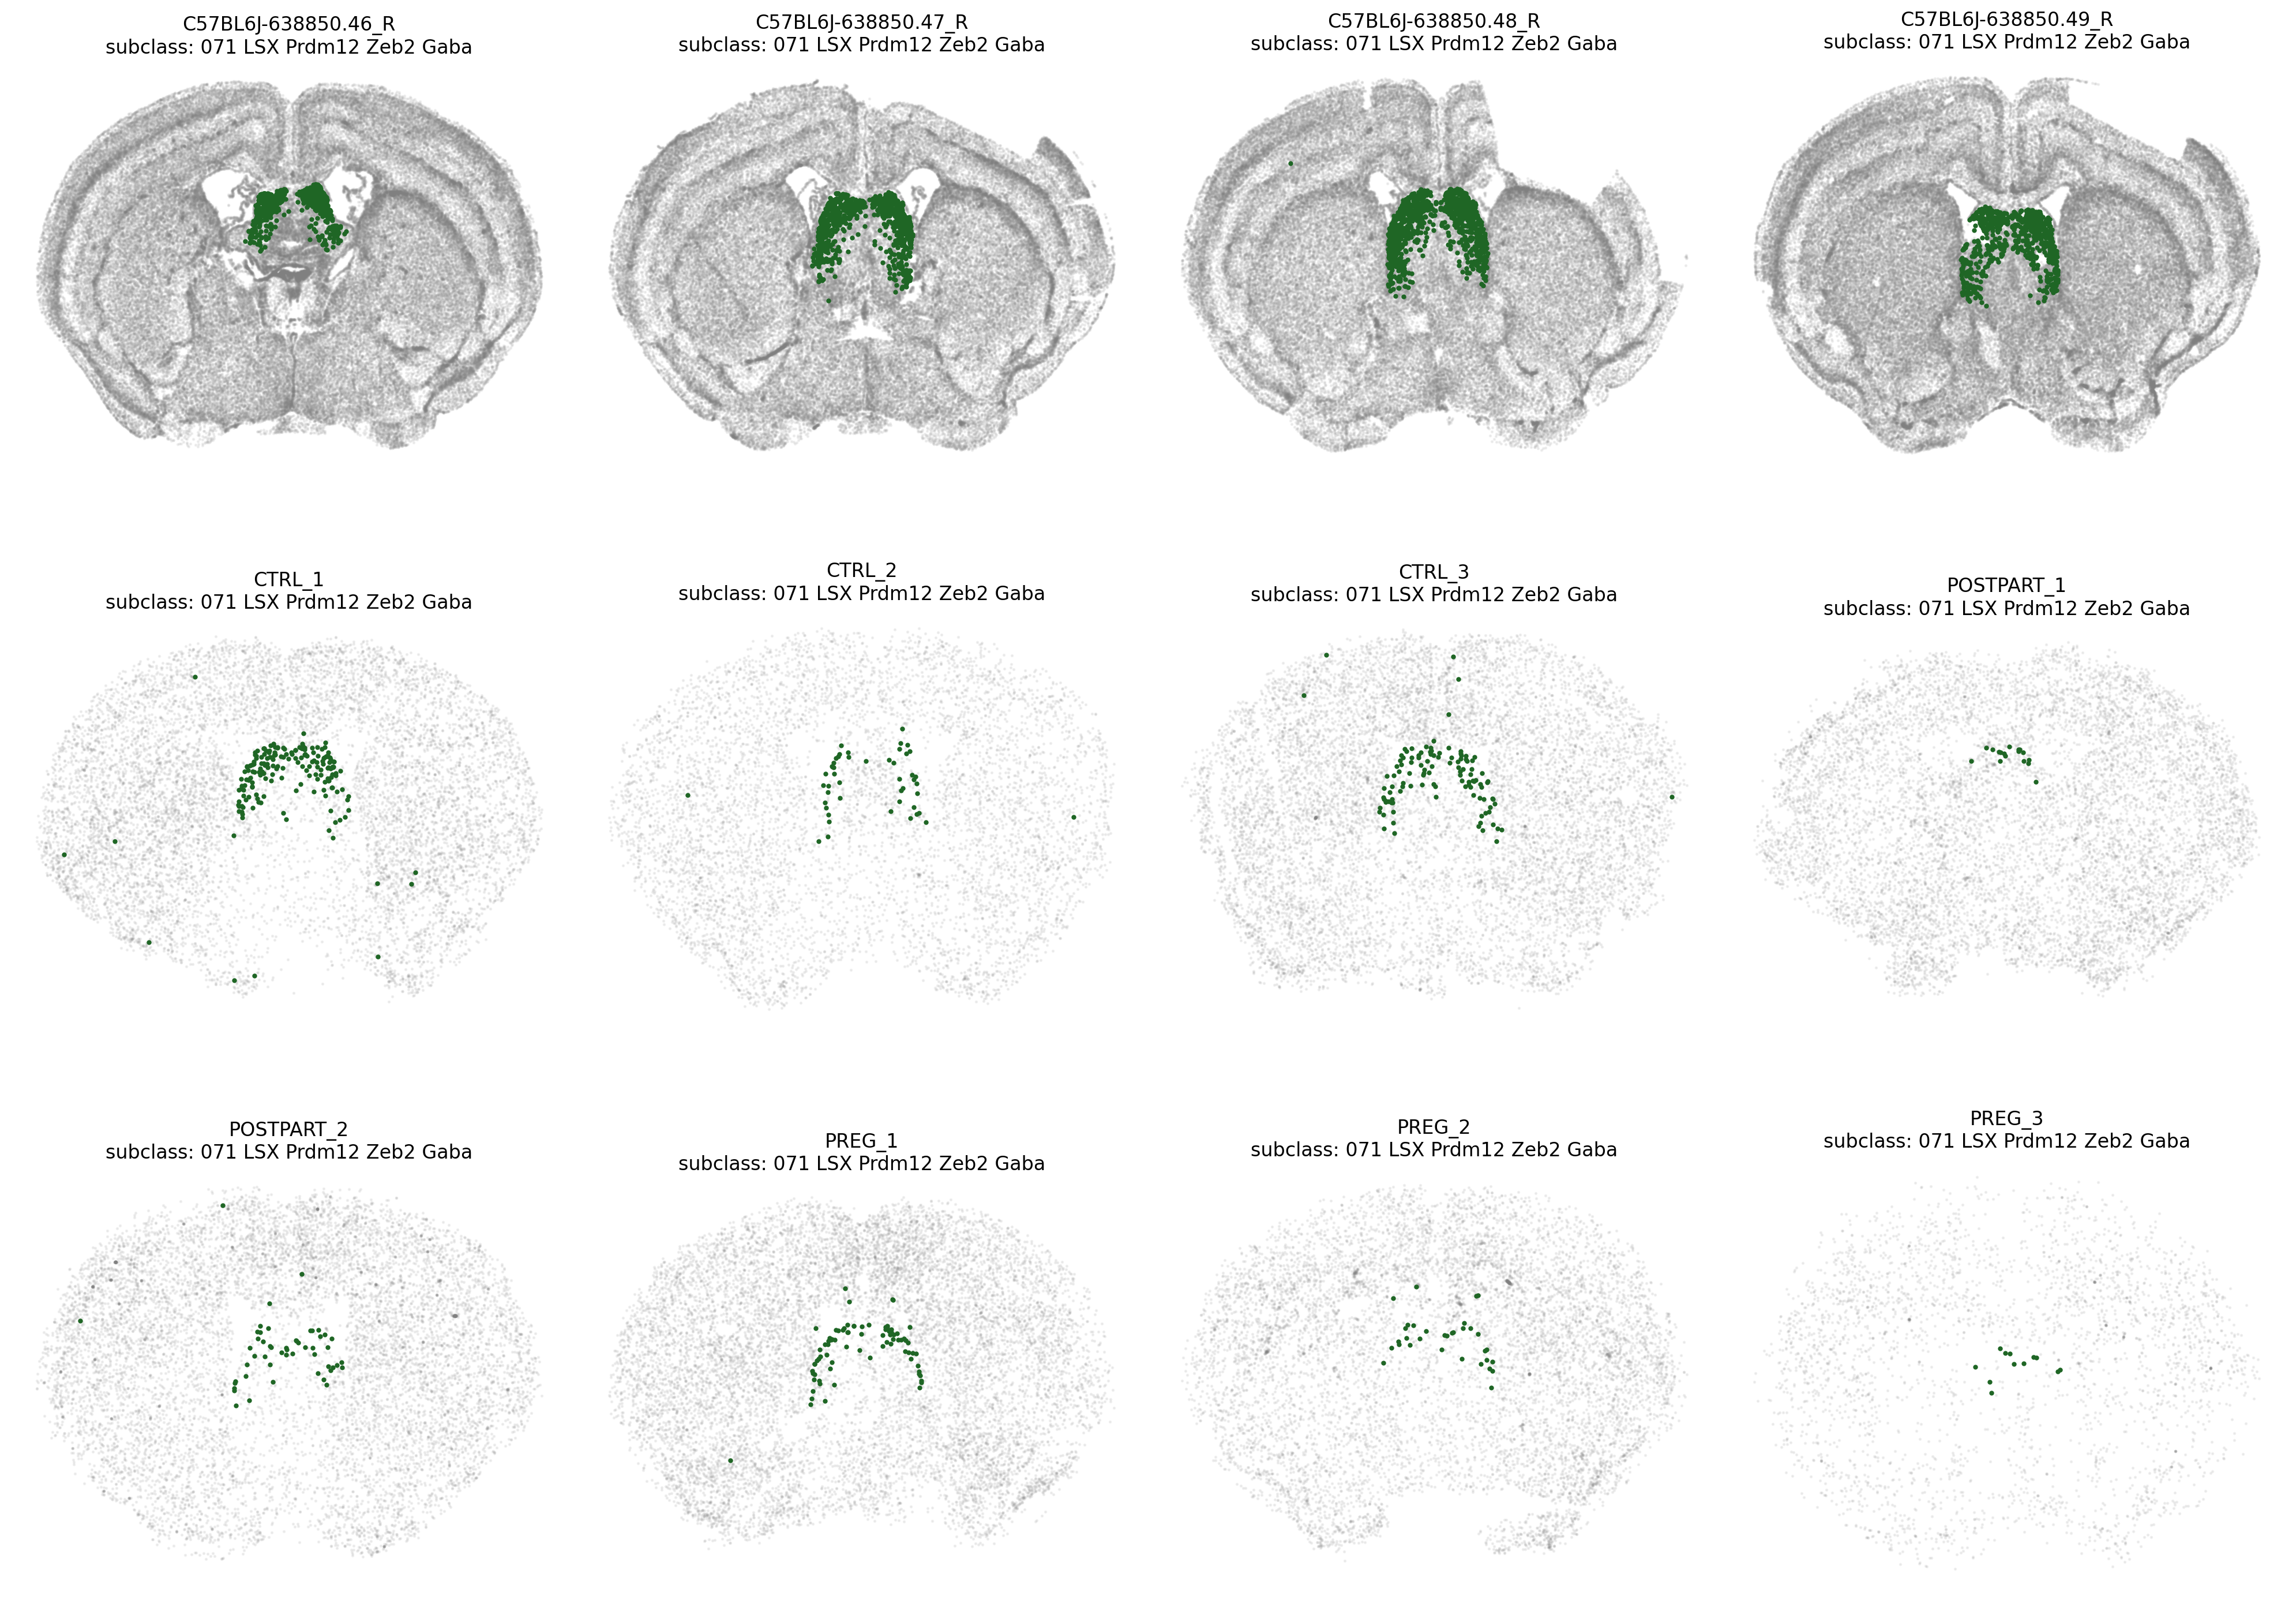 C57BL6J-638850.46_R
subclass: 071 LSX Prdm12 Zeb2 Gaba
C57BL6J-638850.47_R
subclass: 071 LSX Prdm12 Zeb2 Gaba
C57BL6J-638850.48_R
subclass: 071 LSX Prdm12 Zeb2 Gaba
C57BL6J-638850.49_R
subclass: 071 LSX Prdm12 Zeb2 Gaba
CTRL_1
subclass: 071 LSX Prdm12 Zeb2 Gaba
CTRL_2
subclass: 071 LSX Prdm12 Zeb2 Gaba
CTRL_3
subclass: 071 LSX Prdm12 Zeb2 Gaba
POSTPART_1
subclass: 071 LSX Prdm12 Zeb2 Gaba
POSTPART_2
subclass: 071 LSX Prdm12 Zeb2 Gaba
PREG_1
subclass: 071 LSX Prdm12 Zeb2 Gaba
PREG_2
subclass: 071 LSX Prdm12 Zeb2 Gaba
PREG_3
subclass: 071 LSX Prdm12 Zeb2 Gaba